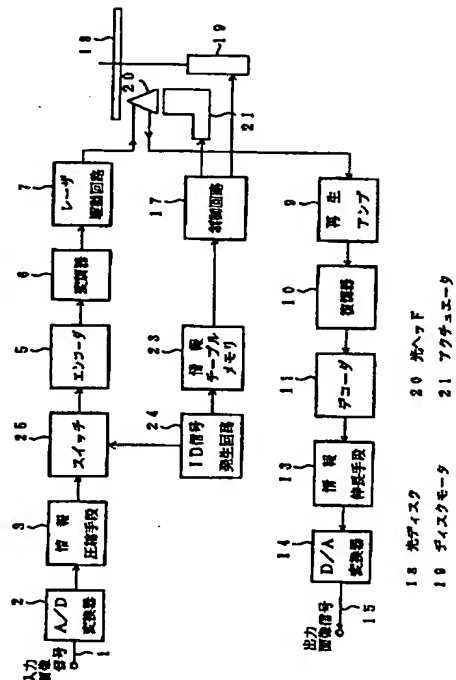 入力
画像
信号
1
2
A/D
変換器
3
情報
圧縮手段
25
スイッチ
5
エンコーダ
6
変調器
7
レーザ
駆動回路
18
20
19
21
24
ID信号
発生回路
23
情報
テーブル
メモリ
17
制御回路
出力
画像信号
15
14
D/A
変換器
13
情報
伸長手段
11
デコーダ
10
復調器
9
再生
アンプ
18 光ディスク
19 ディスクモータ
20 光ヘッド
21 アクチュエータ